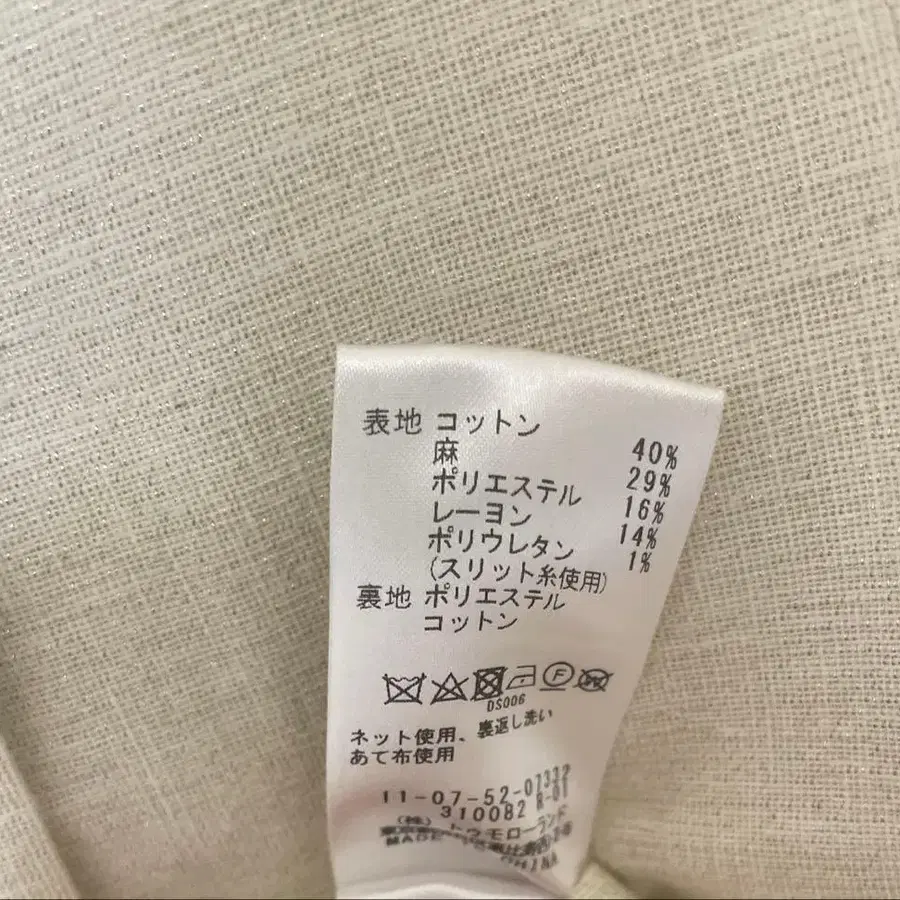 表地 コットン 40%
麻 29%
ポリエステル 16%
レーヨン 14%
ポリウレタン 1%
(スリット糸使用)
裏地 ポリエステル
コットン
F
DS006
ネット使用、裏返し洗い
あて布使用
11-07-52-07332
310082 R-01
(株) トゥモローランド
MADE
CHINA